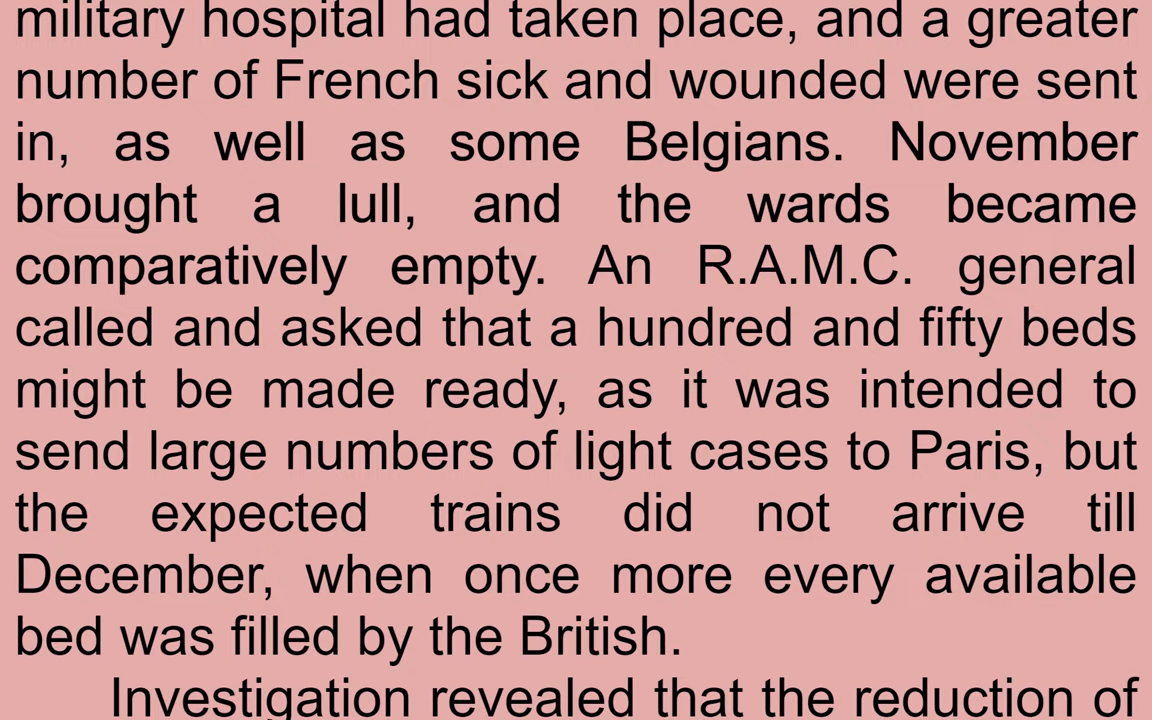 military hospital had taken place, and a greater
number of French sick and wounded were sent
in, as well as some Belgians. November
brought a lull, and the wards became
comparatively empty. An R.A.M.C. general
called and asked that a hundred and fifty beds
might be made ready, as it was intended to
send large numbers of light cases to Paris, but
the expected trains did not arrive till
December, when once more every available
bed was filled by the British.
Investigation revealed that the reduction of